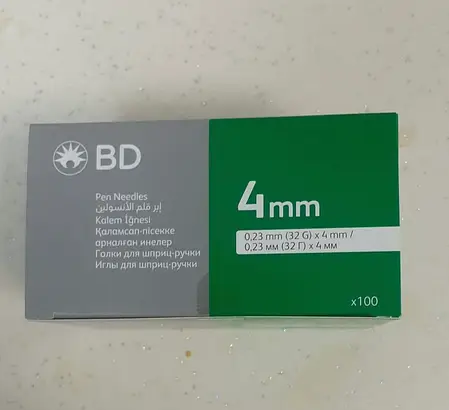 BD
Pen Needles
إبر قلم الأنسولين
Kalem İğnesi
Қаламсап-пісекке
арналған инелер
Голки для шприц-ручки
Иглы для шприц-ручки
4mm
0,23 mm (32 G) x 4 mm /
0,23 мм (32 Г) x 4 мм
x100